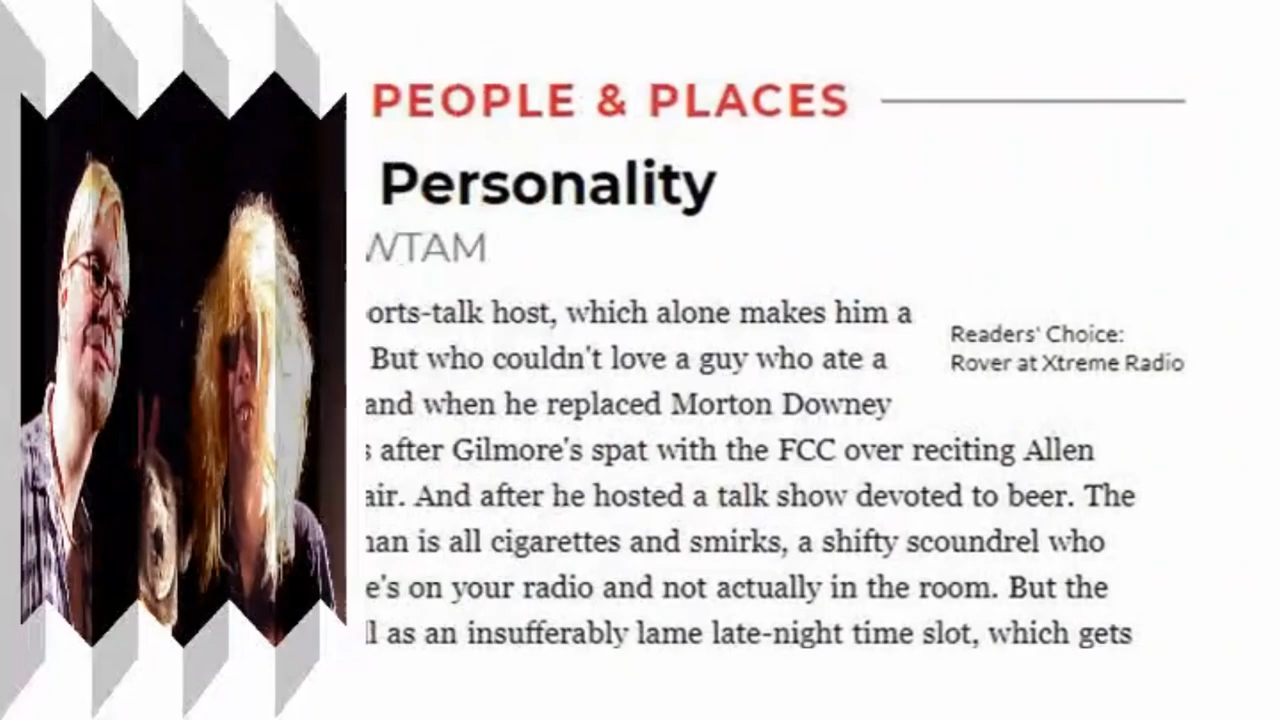 PEOPLE & PLACES
Personality
WTAM
orts-talk host, which alone makes him a
But who couldn't love a guy who ate a
and when he replaced Morton Downey
s after Gilmore's spat with the FCC over reciting Allen
air. And after he hosted a talk show devoted to beer. The
nan is all cigarettes and smirks, a shifty scoundrel who
e's on your radio and not actually in the room. But the
l as an insufferably lame late-night time slot, which gets
Readers' Choice:
Rover at Xtreme Radio